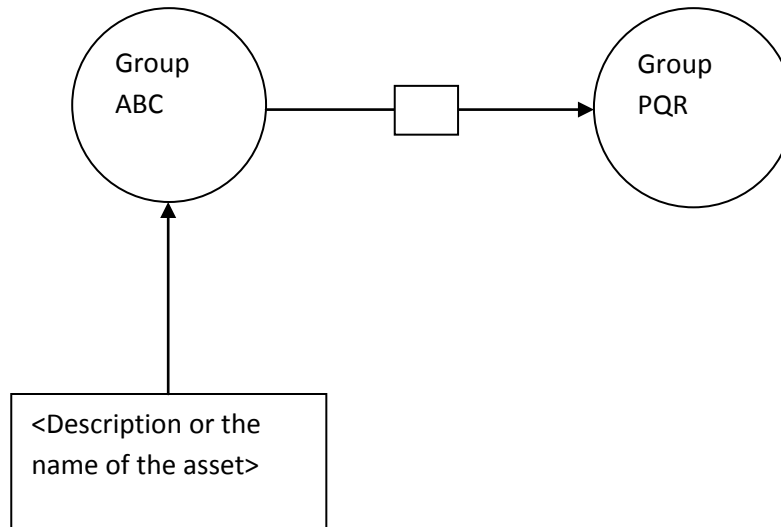 Group
ABC
Group
PQR
<Description or the
name of the asset>